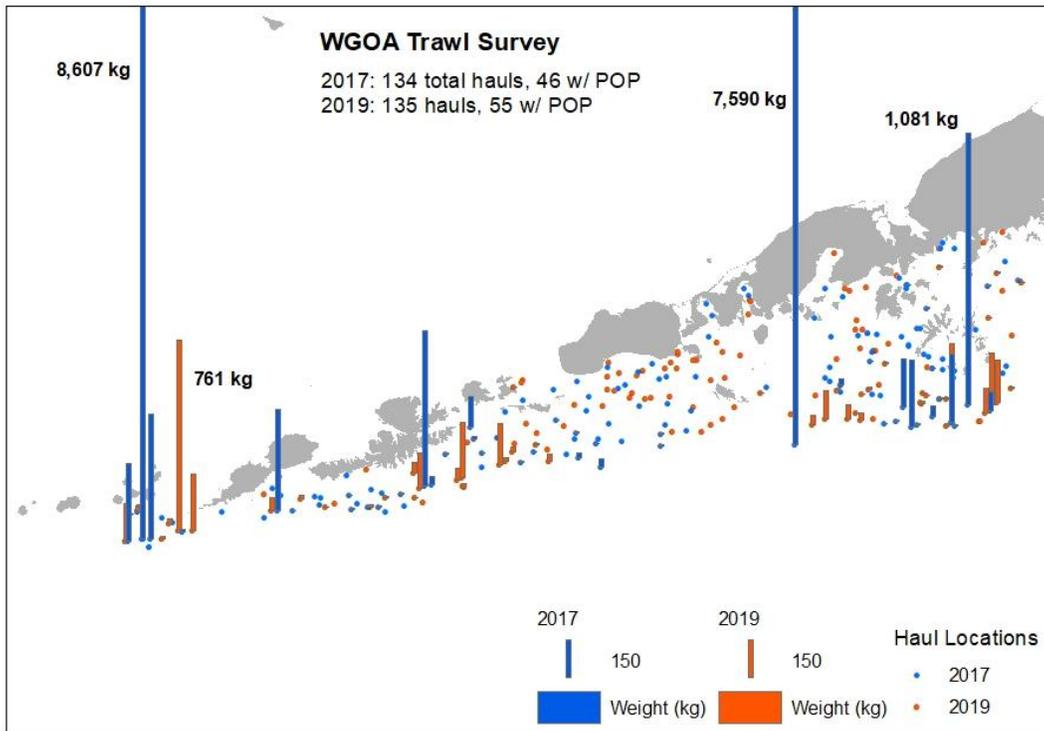 WGOA Trawl Survey
2017: 134 total hauls, 46 w/ POP
2019: 135 hauls, 55 w/ POP
8,607 kg
7,590 kg
1,081 kg
761 kg
2017 2019
150 150
Weight (kg) Weight (kg)
Haul Locations
2017
2019